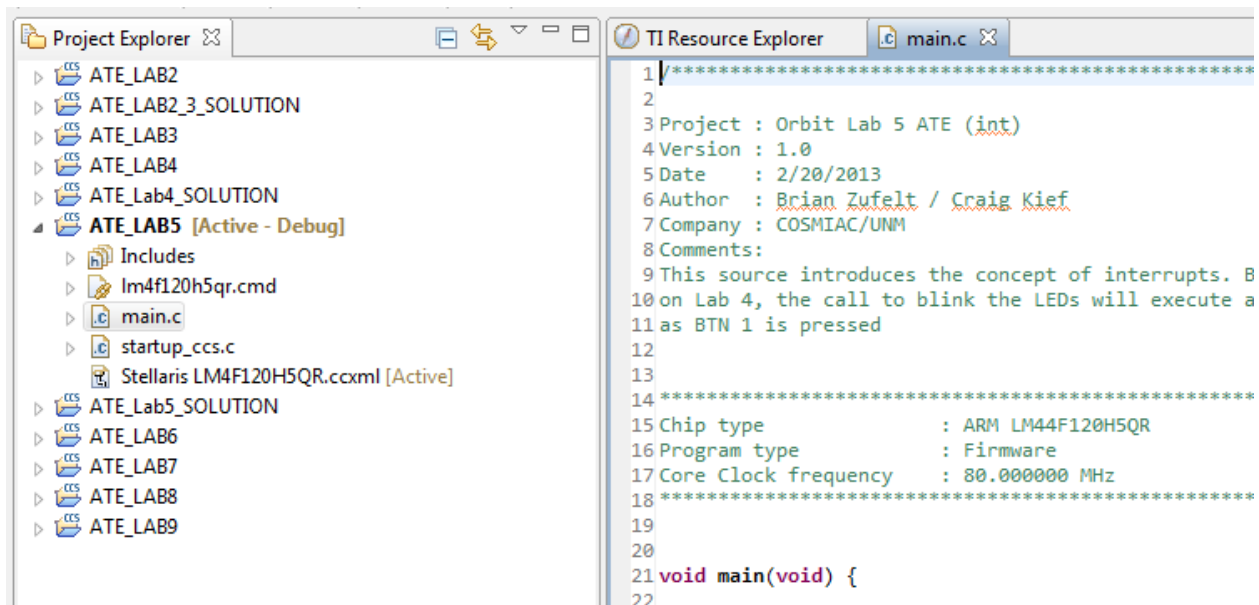 Project Explorer
ATE_LAB2
ATE_LAB2_3_SOLUTION
ATE_LAB3
ATE_LAB4
ATE_Lab4_SOLUTION
ATE_LAB5 [Active - Debug]
Includes
lm4f120h5qr.cmd
main.c
startup_ccs.c
Stellaris LM4F120H5QR.ccxml [Active]
ATE_Lab5_SOLUTION
ATE_LAB6
ATE_LAB7
ATE_LAB8
ATE_LAB9
TI Resource Explorer
main.c
1 /**************************************************
2
3 Project : Orbit Lab 5 ATE (int)
4 Version : 1.0
5 Date    : 2/20/2013
6 Author  : Brian Zufelt / Craig Kief
7 Company : COSMIAC/UNM
8 Comments:
9 This source introduces the concept of interrupts. B
10 on Lab 4, the call to blink the LEDs will execute a
11 as BTN 1 is pressed
12
13
14 ***************************************************
15 Chip type               : ARM LM44F120H5QR
16 Program type            : Firmware
17 Core Clock frequency    : 80.000000 MHz
18 ***************************************************
19
20
21 void main(void) {
22